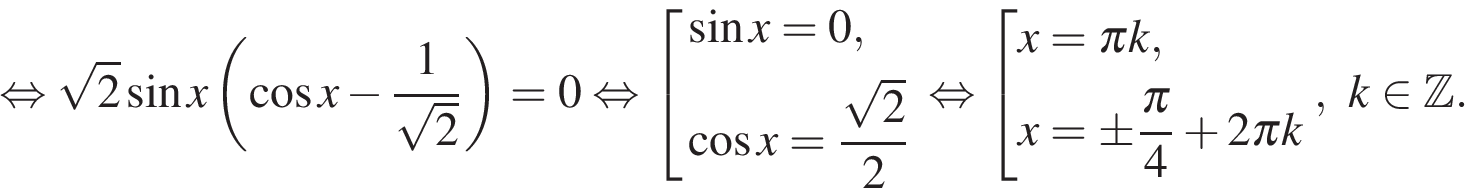 ⇔ √2 sin x (cos x − 1/√2) = 0 ⇔ [ sin x = 0, cos x = √2/2 ⇔ [ x = πk, x = ±π/4 + 2πk , k ∈ ℤ.